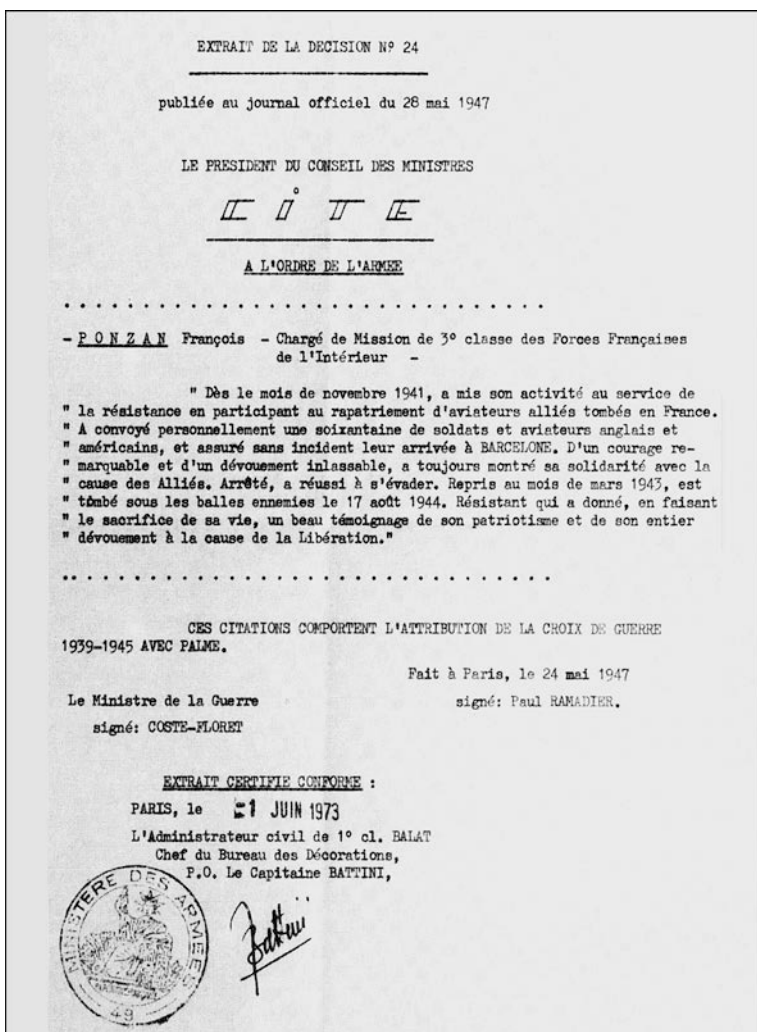 EXTRAIT DE LA DECISION Nº 24
publiée au journal officiel du 28 mai 1947
LE PRESIDENT DU CONSEIL DES MINISTRES
CITE
A L'ORDRE DE L'ARMEE
- PONZAN François - Chargé de Mission de 3º classe des Forces Françaises
de l'Intérieur -
" Dès le mois de novembre 1941, a mis son activité au service de
" la résistance en participant au rapatriement d'aviateurs alliés tombés en France.
" A convoyé personnellement une soixantaine de soldats et aviateurs anglais et
" américains, et assuré sans incident leur arrivée à BARCELONE. D'un courage re-
" marquable et d'un dévouement inlassable, a toujours montré sa solidarité avec la
" cause des Alliés. Arrêté, a réussi à s'évader. Repris au mois de mars 1943, est
" tômbé sous les balles ennemies le 17 août 1944. Résistant qui a donné, en faisant
" le sacrifice de sa vie, un beau témoignage de son patriotisme et de son entier
" dévouement à la cause de la Libération."
CES CITATIONS COMPORTENT L'ATTRIBUTION DE LA CROIX DE GUERRE
1939-1945 AVEC PALME.
Fait à Paris, le 24 mai 1947
Le Ministre de la Guerre
signé: Paul RAMADIER.
signé: COSTE-FLORET
EXTRAIT CERTIFIE CONFORME :
PARIS, le 21 JUIN 1973
L'Administrateur civil de 1º cl. BALAT
Chef du Bureau des Décorations,
P.O. Le Capitaine BATTINI,
MINISTERE DES ARMEES
49
Battini